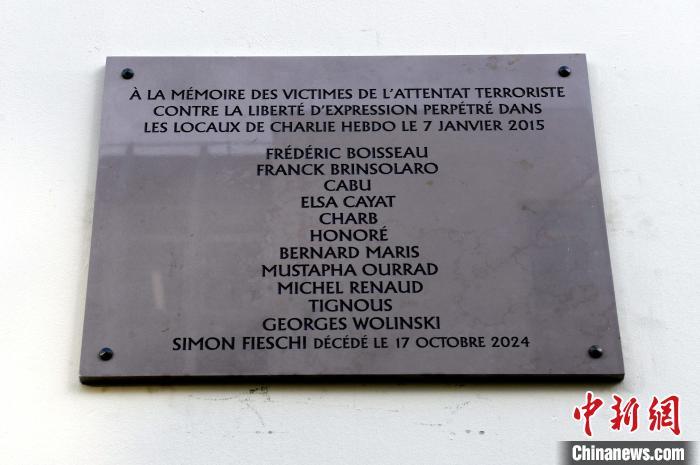 À LA MÉMOIRE DES VICTIMES DE L'ATTENTAT TERRORISTE
CONTRE LA LIBERTÉ D'EXPRESSION PERPÉTRÉ DANS
LES LOCAUX DE CHARLIE HEBDO LE 7 JANVIER 2015
FRÉDÉRIC BOISSEAU
FRANCK BRINSOLARO
CABU
ELSA CAYAT
CHARB
HONORÉ
BERNARD MARIS
MUSTAPHA OURRAD
MICHEL RENAUD
TIGNOUS
GEORGES WOLINSKI
SIMON FIESCHI DÉCÉDÉ LE 17 OCTOBRE 2024
中新網
Chinanews.com